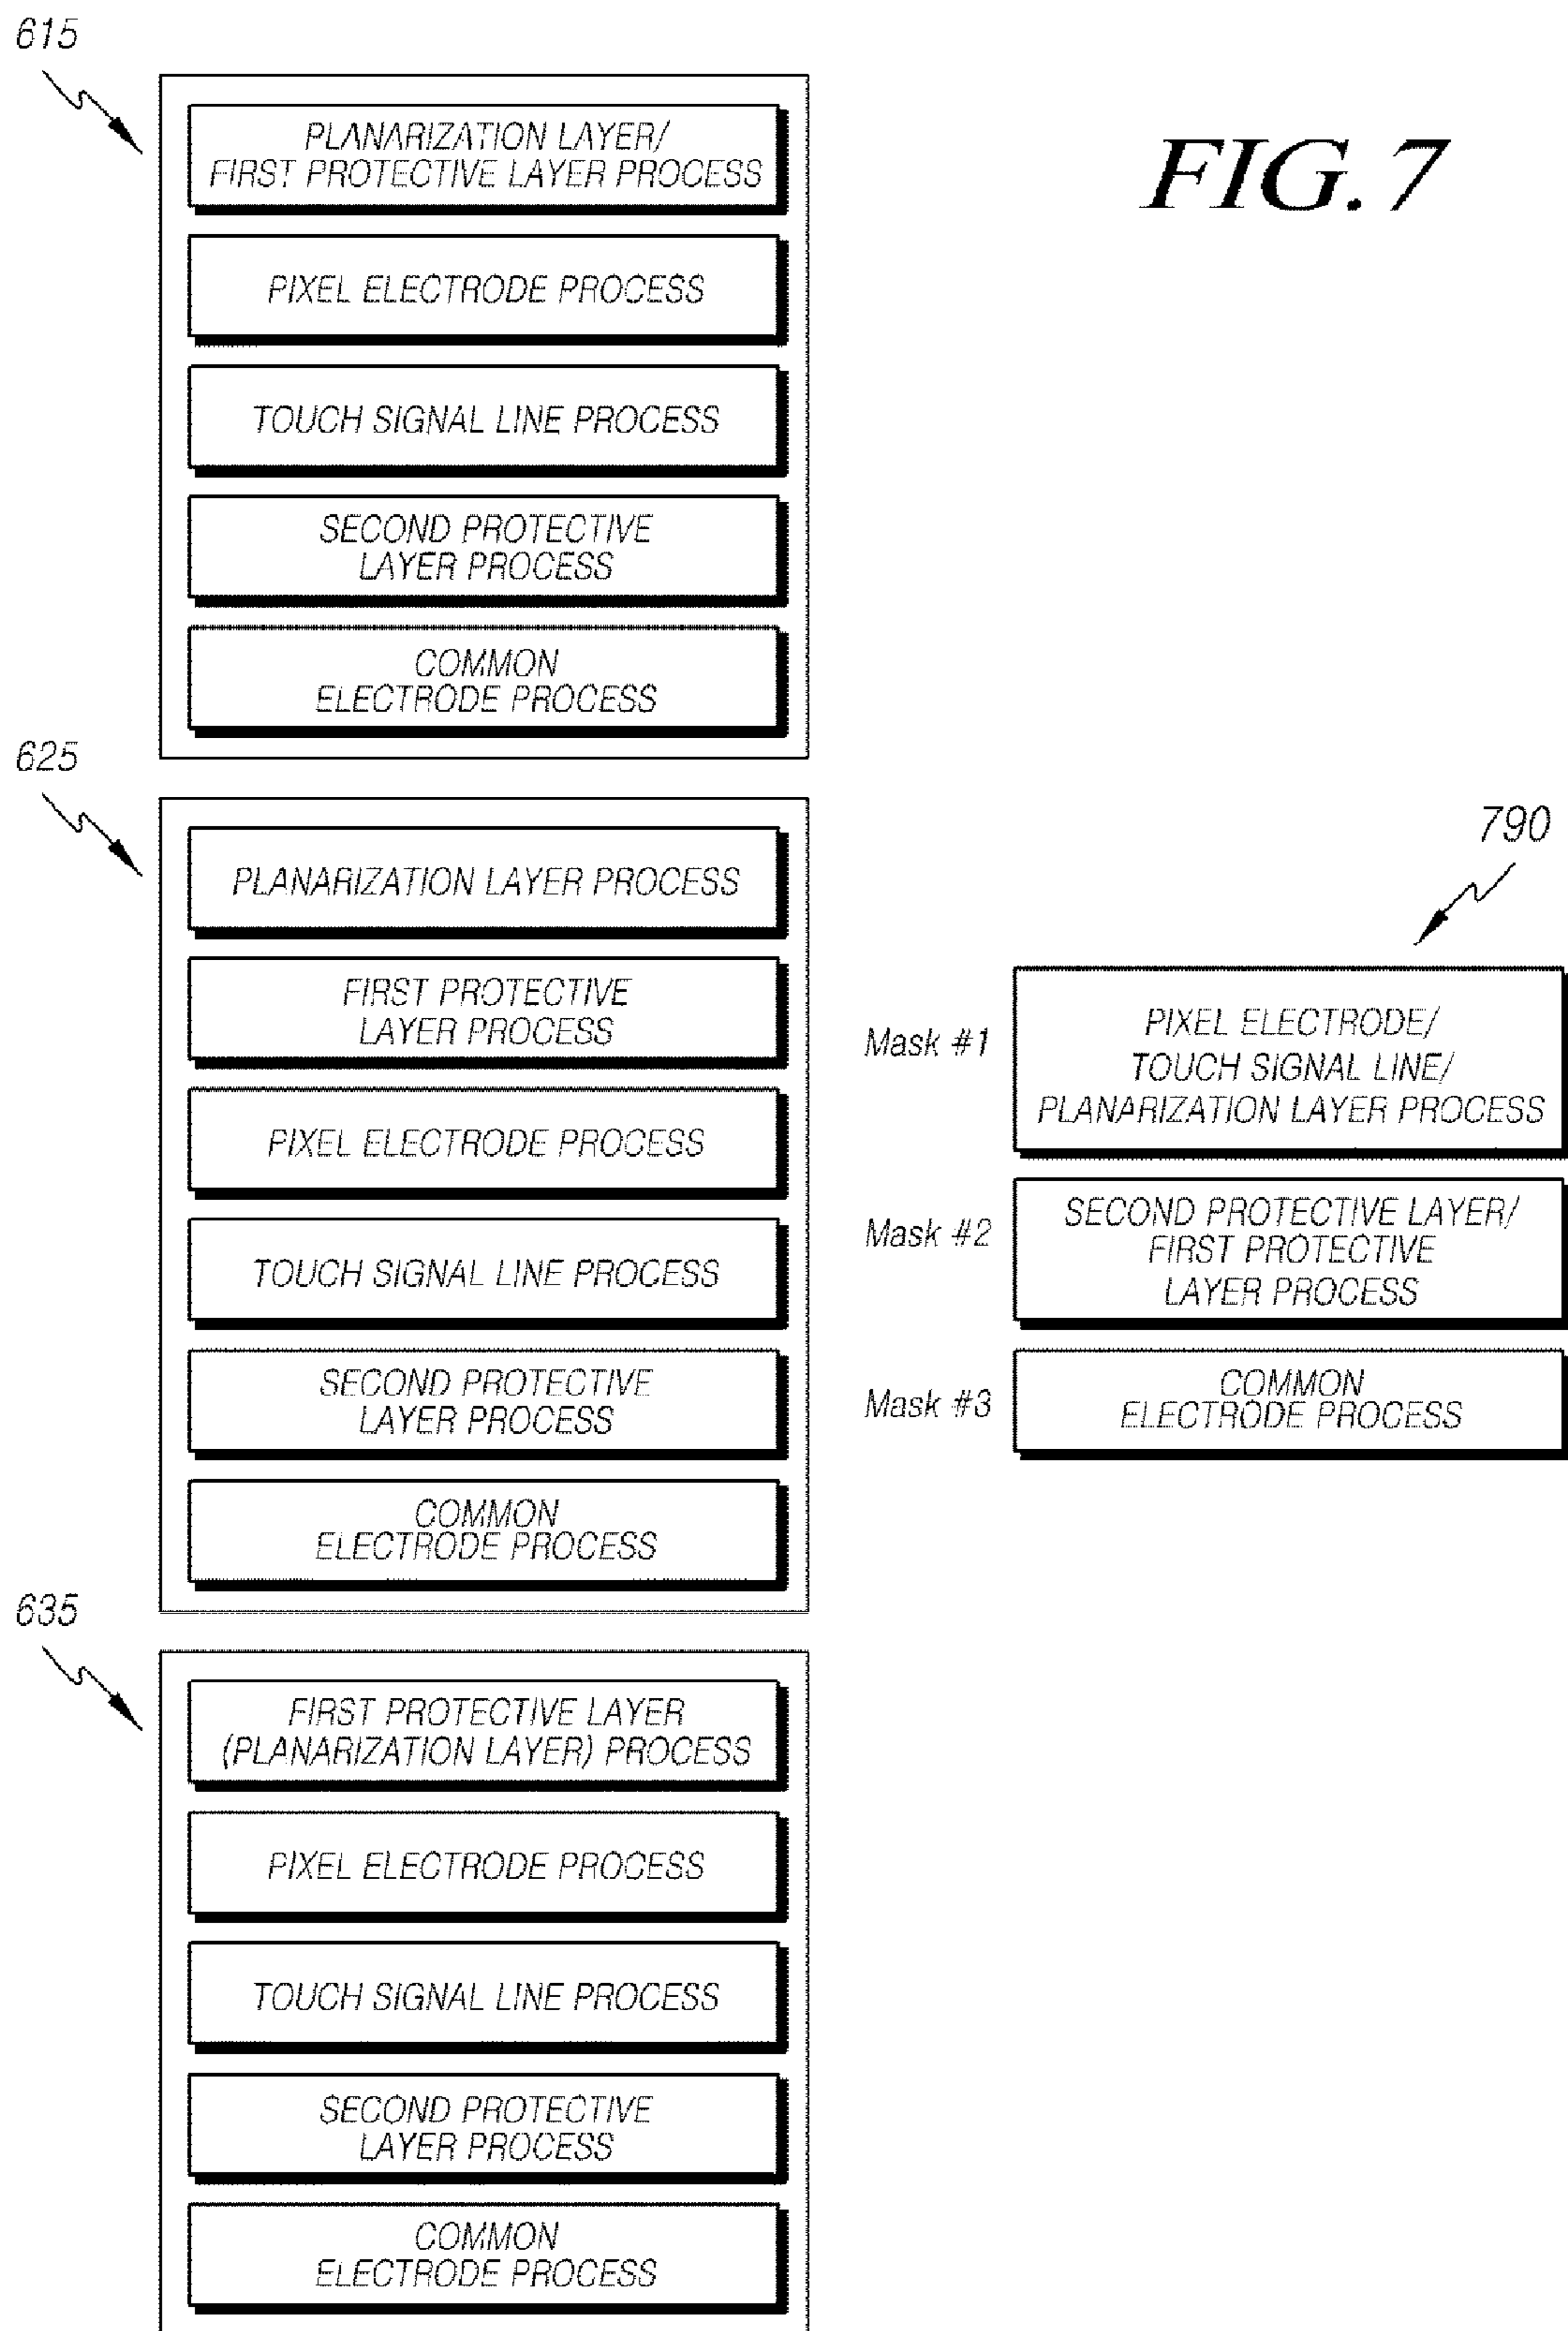 FIG. 7
615
PLANARIZATION LAYER/
FIRST PROTECTIVE LAYER PROCESS
PIXEL ELECTRODE PROCESS
TOUCH SIGNAL LINE PROCESS
SECOND PROTECTIVE
LAYER PROCESS
COMMON
ELECTRODE PROCESS
625
PLANARIZATION LAYER PROCESS
FIRST PROTECTIVE
LAYER PROCESS
PIXEL ELECTRODE PROCESS
TOUCH SIGNAL LINE PROCESS
SECOND PROTECTIVE
LAYER PROCESS
COMMON
ELECTRODE PROCESS
790
Mask #1
PIXEL ELECTRODE/
TOUCH SIGNAL LINE/
PLANARIZATION LAYER PROCESS
Mask #2
SECOND PROTECTIVE LAYER/
FIRST PROTECTIVE
LAYER PROCESS
Mask #3
COMMON
ELECTRODE PROCESS
635
FIRST PROTECTIVE LAYER
(PLANARIZATION LAYER) PROCESS
PIXEL ELECTRODE PROCESS
TOUCH SIGNAL LINE PROCESS
SECOND PROTECTIVE
LAYER PROCESS
COMMON
ELECTRODE PROCESS